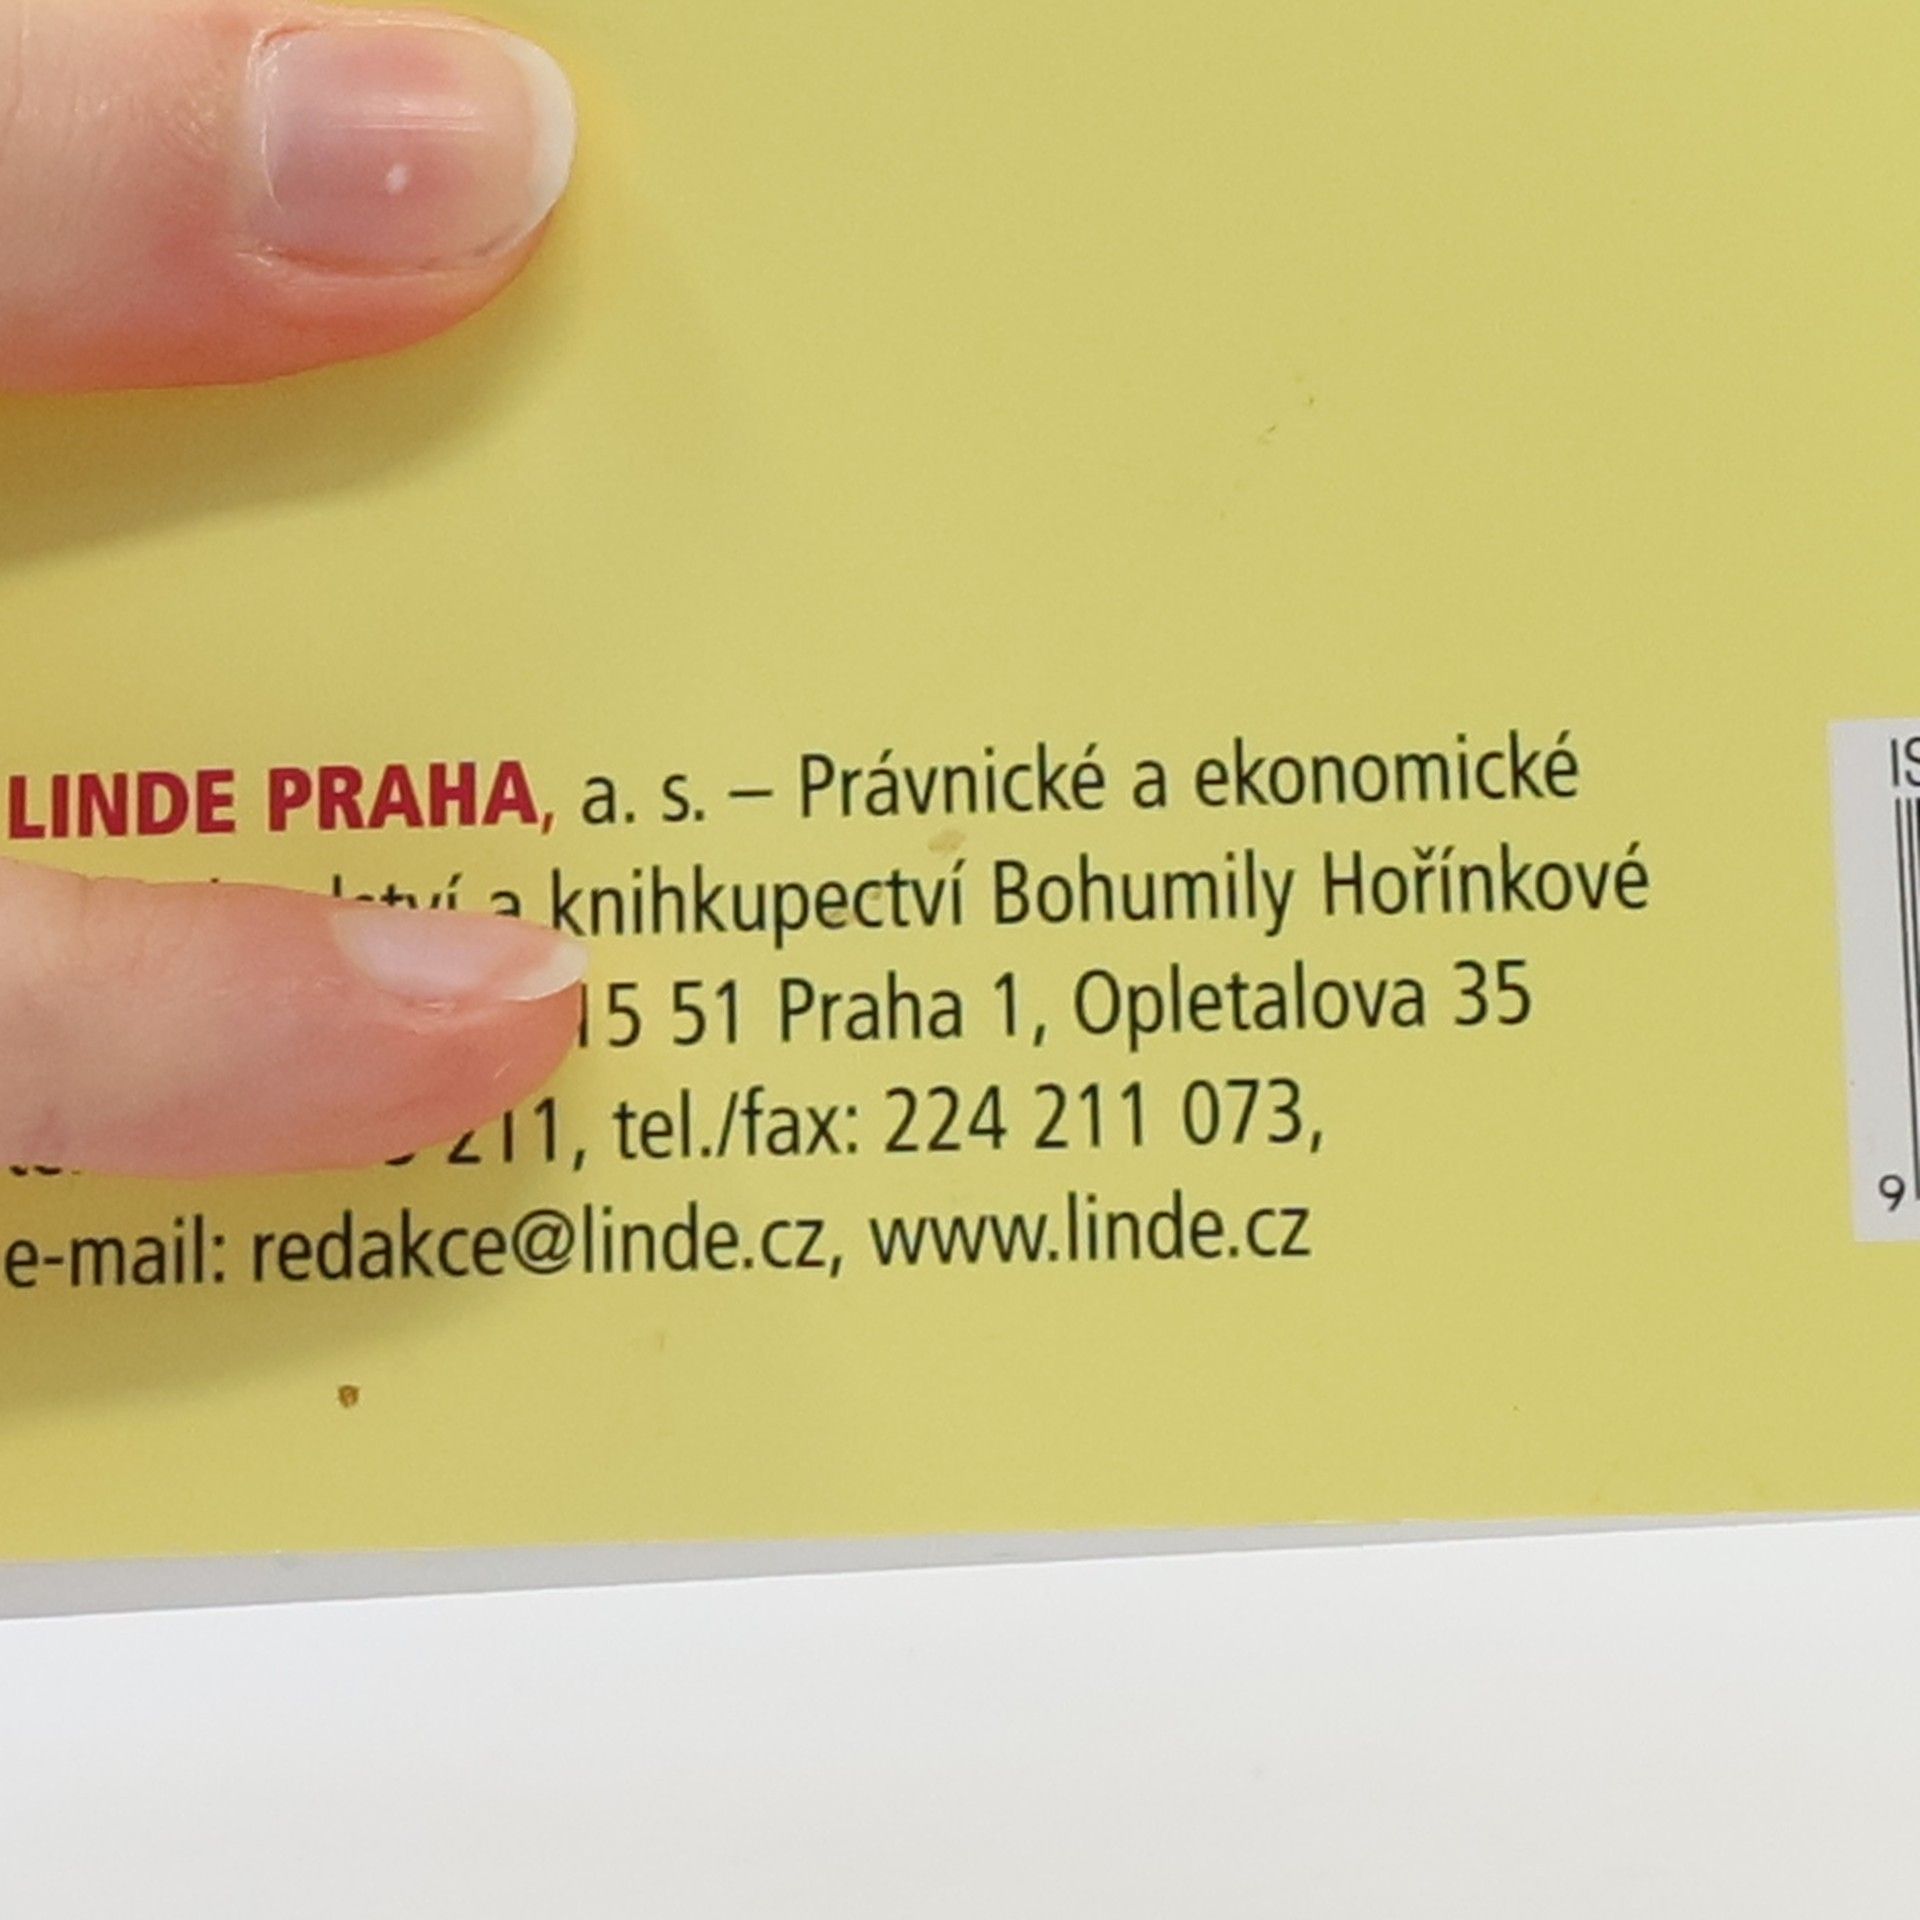 LINDE PRAHA, a. s. – Právnické a ekonomické
a knihkupectví Bohumily Hořínkové
51 Praha 1, Opletalova 35
211, tel./fax: 224 211 073,
e-mail: redakce@linde.cz, www.linde.cz
9